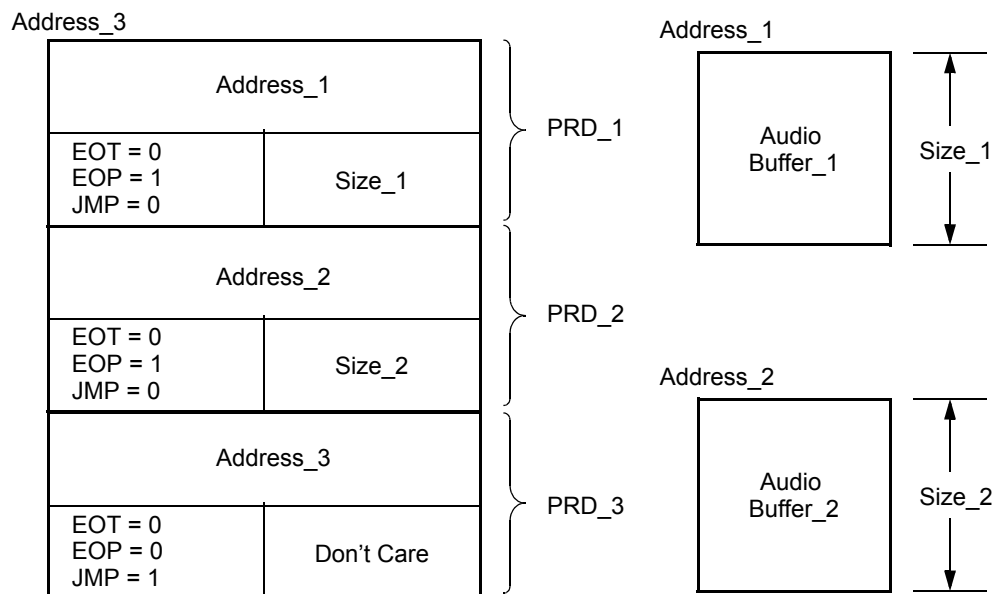 Address_3
Address_1
EOT = 0
EOP = 1
JMP = 0
Size_1
PRD_1
Address_2
EOT = 0
EOP = 1
JMP = 0
Size_2
PRD_2
Address_3
EOT = 0
EOP = 0
JMP = 1
Don't Care
PRD_3
Address_1
Audio
Buffer_1
Size_1
Address_2
Audio
Buffer_2
Size_2